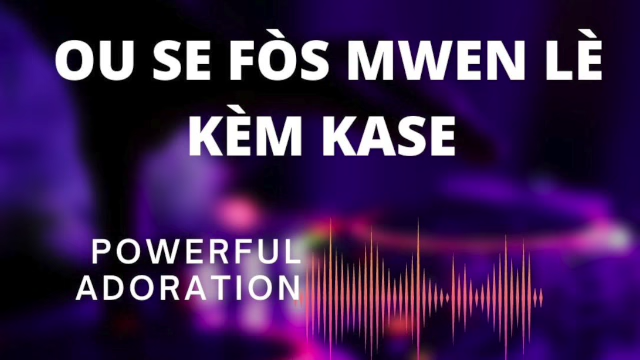 OU SE FÒS MWEN LÈ
KÈM KASE
POWERFUL
ADORATION